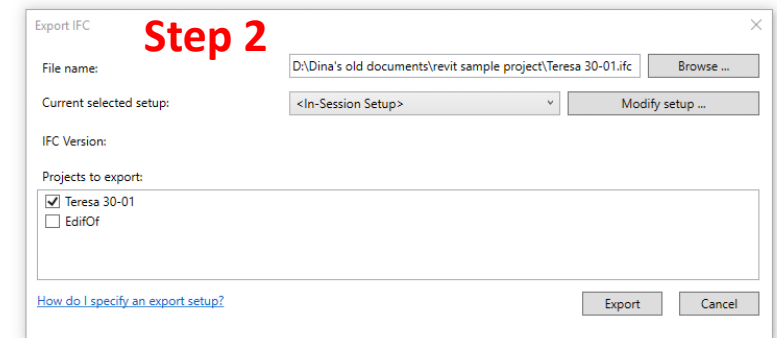 Export IFC
Step 2
File name:
D:\Dina's old documents\revit sample project\Teresa 30-01.ifc
Browse ...
Current selected setup:
<In-Session Setup>
Modify setup ...
IFC Version:
Projects to export:
Teresa 30-01
EdifOf
How do I specify an export setup?
Export
Cancel